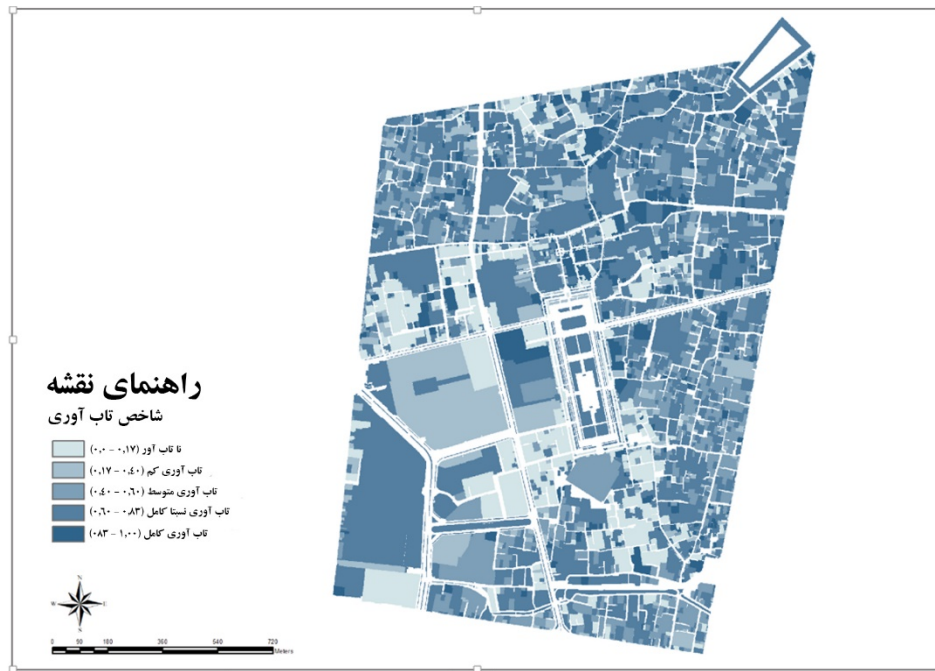 راهنمای نقشه
شاخص تاب آوری
نا تاب آور (۰٫۱۷ - ۰٫۰)
تاب آوری کم (۰٫۴۰ - ۰٫۱۷)
تاب آوری متوسط (۰٫۶۰ - ۰٫۴۰)
تاب آوری نسبتا کامل (۰٫۸۳ - ۰٫۶۰)
تاب آوری کامل (۱٫۰۰ - ۰۸۳)
N
W E
S
0 90 180 360 540 720
Meters